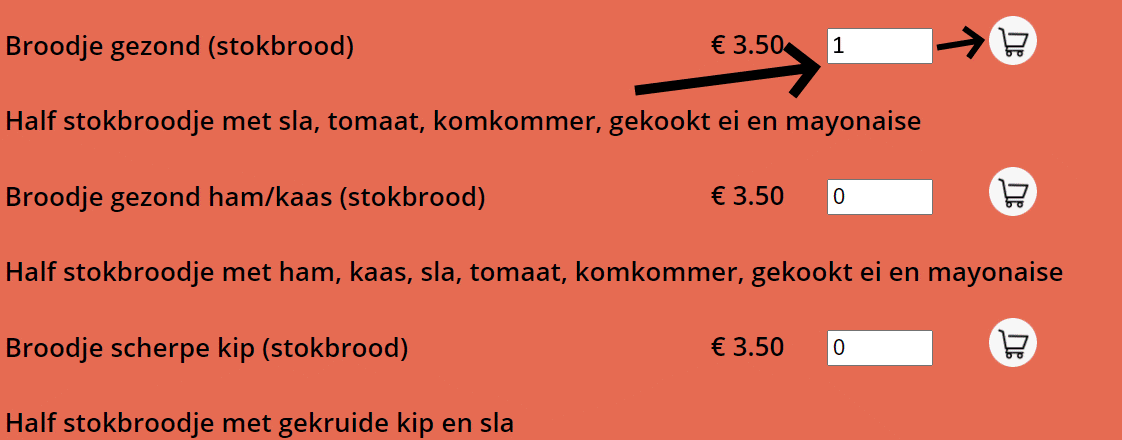 Broodje gezond (stokbrood) € 3.50 1
Half stokbroodje met sla, tomaat, komkommer, gekookt ei en mayonaise
Broodje gezond ham/kaas (stokbrood) € 3.50 0
Half stokbroodje met ham, kaas, sla, tomaat, komkommer, gekookt ei en mayonaise
Broodje scherpe kip (stokbrood) € 3.50 0
Half stokbroodje met gekruide kip en sla